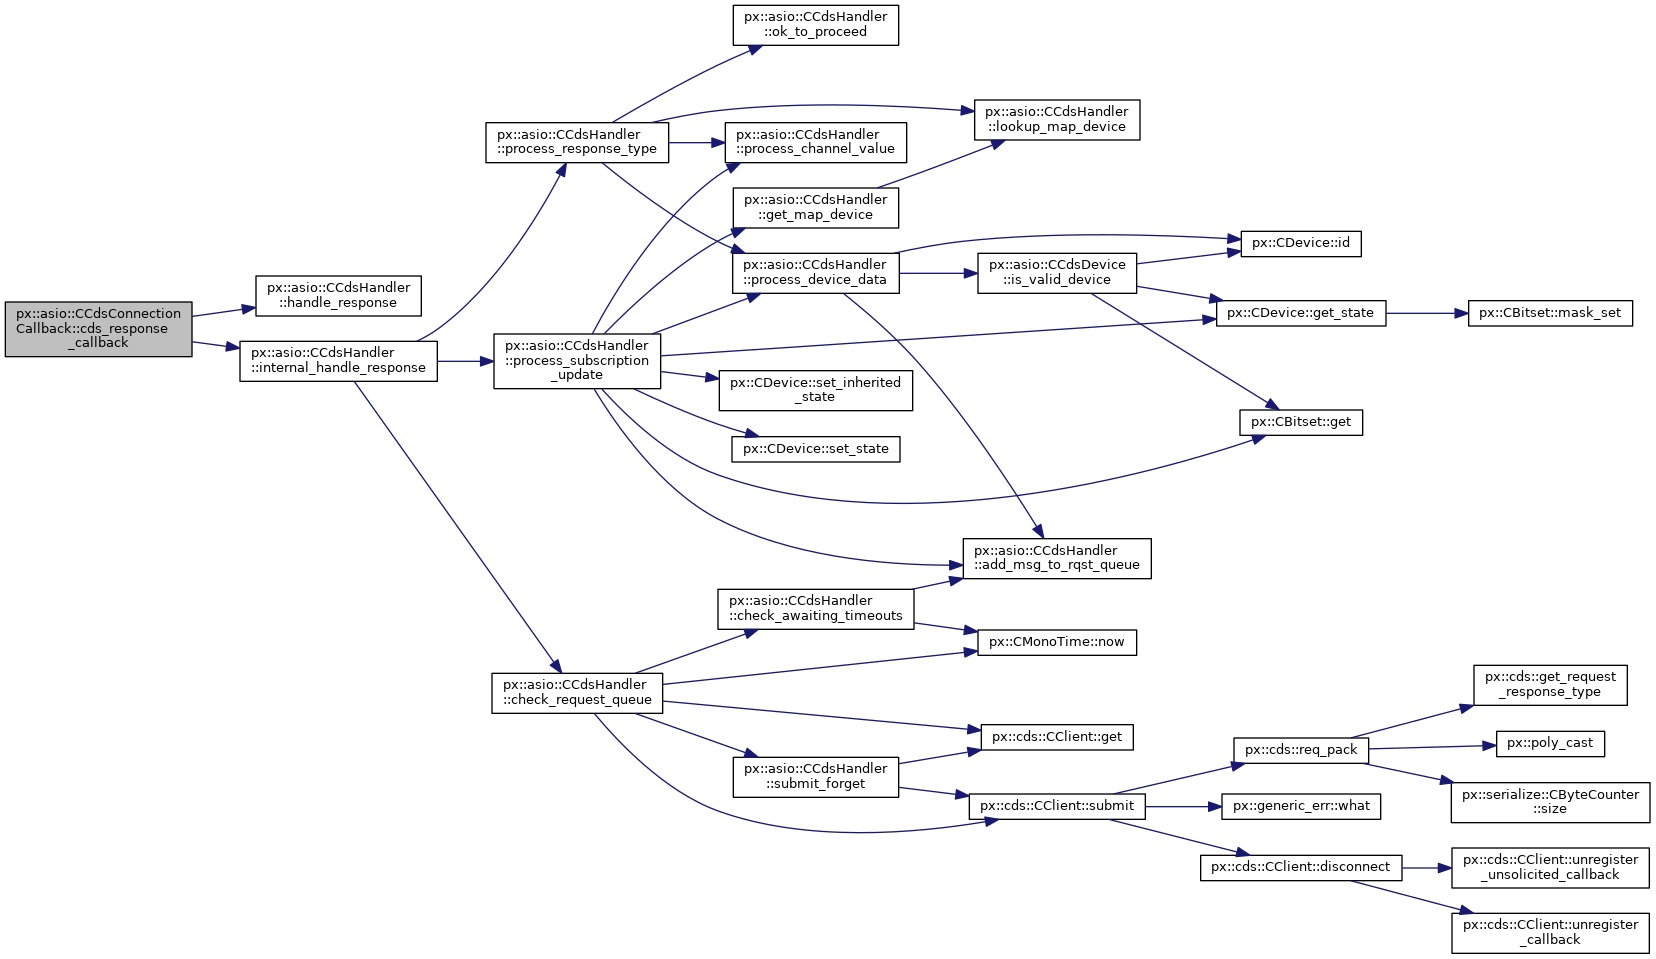 px::asio::CCdsConnection
Callback::cds_response
_callback
px::asio::CCdsHandler
::handle_response
px::asio::CCdsHandler
::internal_handle_response
px::asio::CCdsHandler
::process_response_type
px::asio::CCdsHandler
::process_subscription
_update
px::asio::CCdsHandler
::check_request_queue
px::asio::CCdsHandler
::ok_to_proceed
px::asio::CCdsHandler
::process_channel_value
px::asio::CCdsHandler
::get_map_device
px::asio::CCdsHandler
::process_device_data
px::CDevice::set_inherited
_state
px::CDevice::set_state
px::asio::CCdsHandler
::check_awaiting_timeouts
px::asio::CCdsHandler
::submit_forget
px::asio::CCdsHandler
::lookup_map_device
px::asio::CCdsDevice
::is_valid_device
px::asio::CCdsHandler
::add_msg_to_rqst_queue
px::CMonoTime::now
px::cds::CClient::get
px::cds::CClient::submit
px::CDevice::id
px::CDevice::get_state
px::CBitset::get
px::cds::req_pack
px::generic_err::what
px::cds::CClient::disconnect
px::CBitset::mask_set
px::cds::get_request
_response_type
px::poly_cast
px::serialize::CByteCounter
::size
px::cds::CClient::unregister
_unsolicited_callback
px::cds::CClient::unregister
_callback